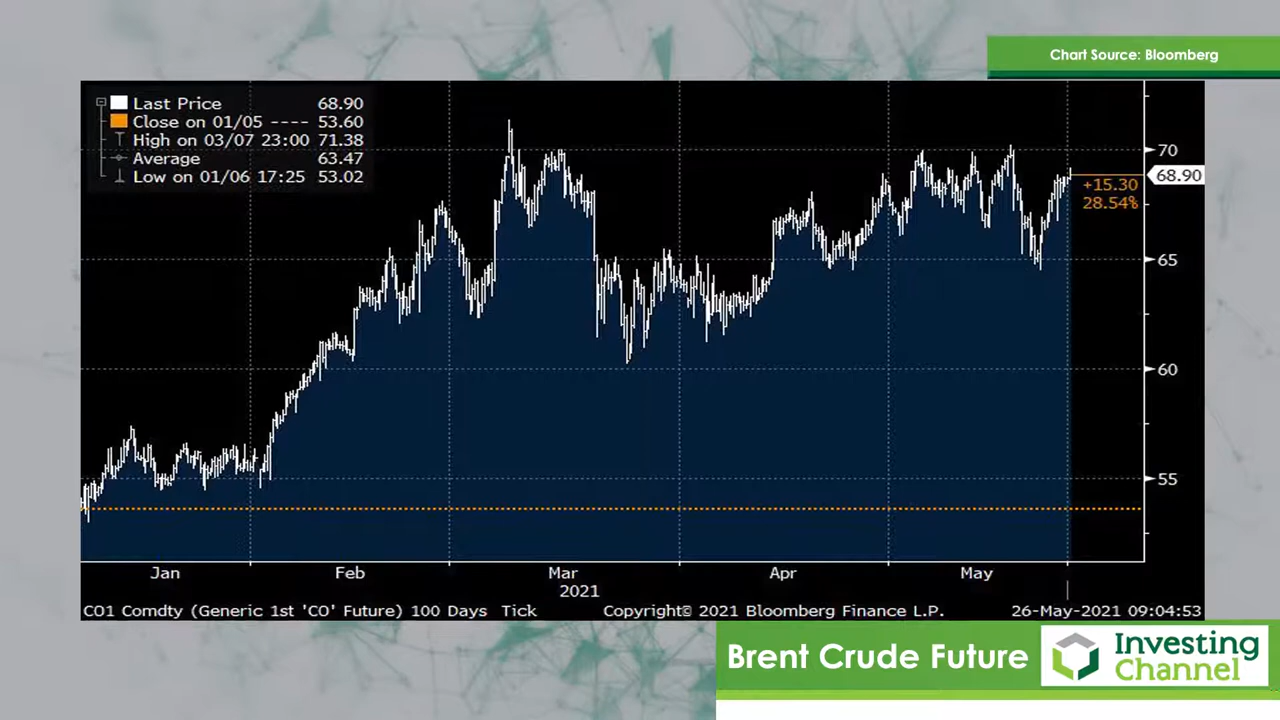 Chart Source: Bloomberg
Last Price 68.90
Close on 01/05 ---- 53.60
High on 03/07 23:00 71.38
Average 63.47
Low on 01/06 17:25 53.02
70
68.90
+15.30
28.54%
65
60
55
Jan Feb Mar Apr May
2021
CO1 Comdty (Generic 1st 'CO' Future) 100 Days Tick Copyright© 2021 Bloomberg Finance L.P. 26-May-2021 09:04:53
Brent Crude Future
Investing
Channel